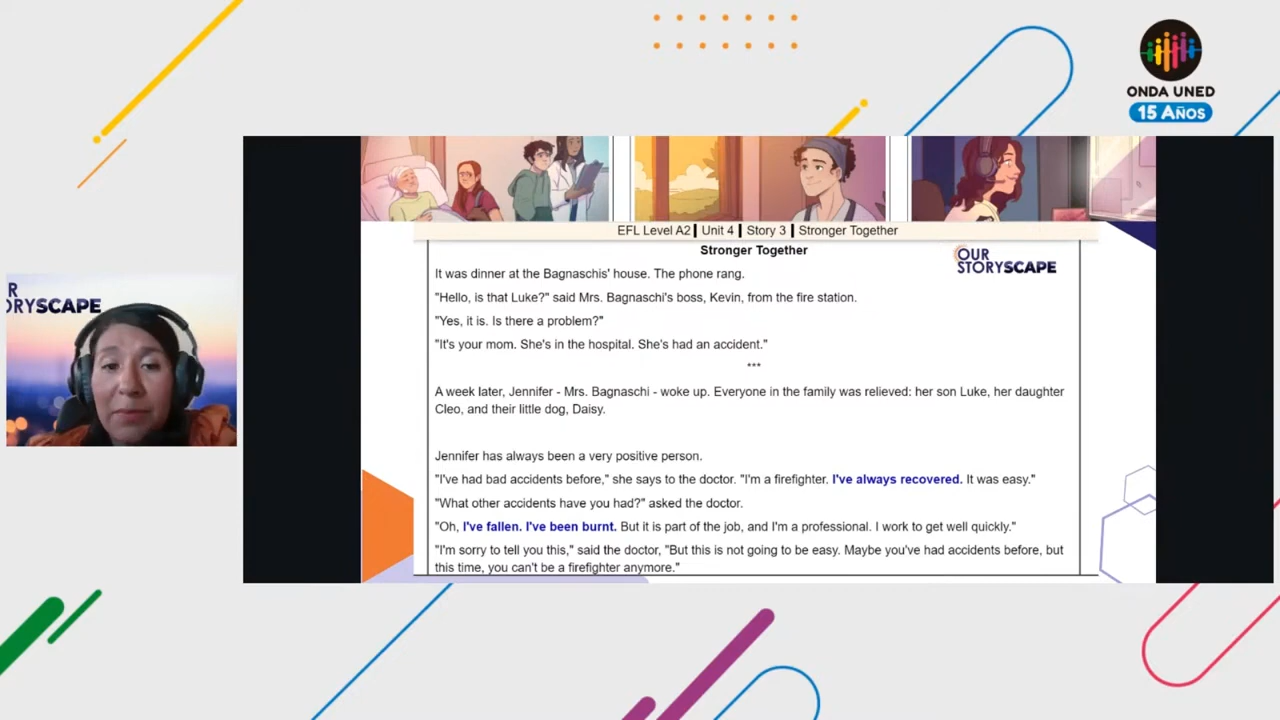 ONDA UNED
15 AÑOS
R
ORYSCAPE
EFL Level A2 | Unit 4 | Story 3 | Stronger Together
Stronger Together
OUR
STORYSCAPE
It was dinner at the Bagnaschis' house. The phone rang.
"Hello, is that Luke?" said Mrs. Bagnaschi's boss, Kevin, from the fire station.
"Yes, it is. Is there a problem?"
"It's your mom. She's in the hospital. She's had an accident."
***
A week later, Jennifer - Mrs. Bagnaschi - woke up. Everyone in the family was relieved: her son Luke, her daughter
Cleo, and their little dog, Daisy.
Jennifer has always been a very positive person.
"I've had bad accidents before," she says to the doctor. "I'm a firefighter. I've always recovered. It was easy."
"What other accidents have you had?" asked the doctor.
"Oh, I've fallen. I've been burnt. But it is part of the job, and I'm a professional. I work to get well quickly."
"I'm sorry to tell you this," said the doctor, "But this is not going to be easy. Maybe you've had accidents before, but
this time, you can't be a firefighter anymore."